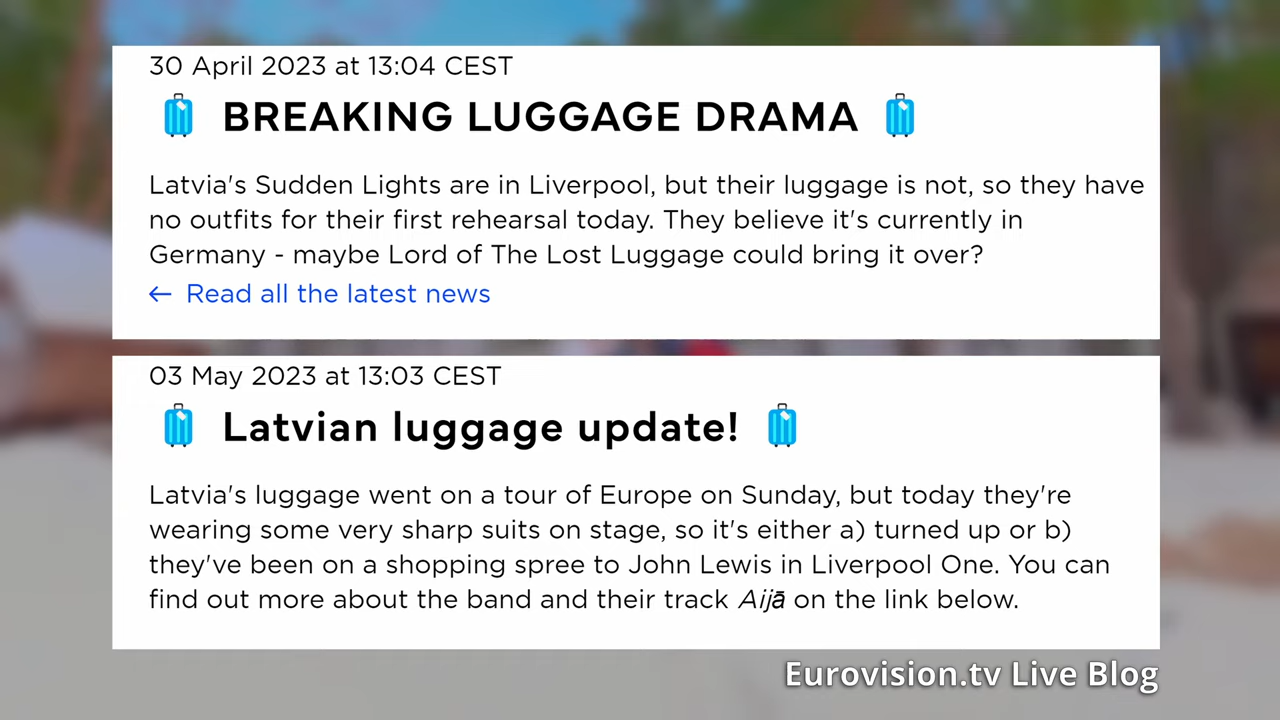 30 April 2023 at 13:04 CEST
🧳 BREAKING LUGGAGE DRAMA 🧳
Latvia's Sudden Lights are in Liverpool, but their luggage is not, so they have
no outfits for their first rehearsal today. They believe it's currently in
Germany - maybe Lord of The Lost Luggage could bring it over?
← Read all the latest news
03 May 2023 at 13:03 CEST
🧳 Latvian luggage update! 🧳
Latvia's luggage went on a tour of Europe on Sunday, but today they're
wearing some very sharp suits on stage, so it's either a) turned up or b)
they've been on a shopping spree to John Lewis in Liverpool One. You can
find out more about the band and their track Aijā on the link below.
Eurovision.tv Live Blog